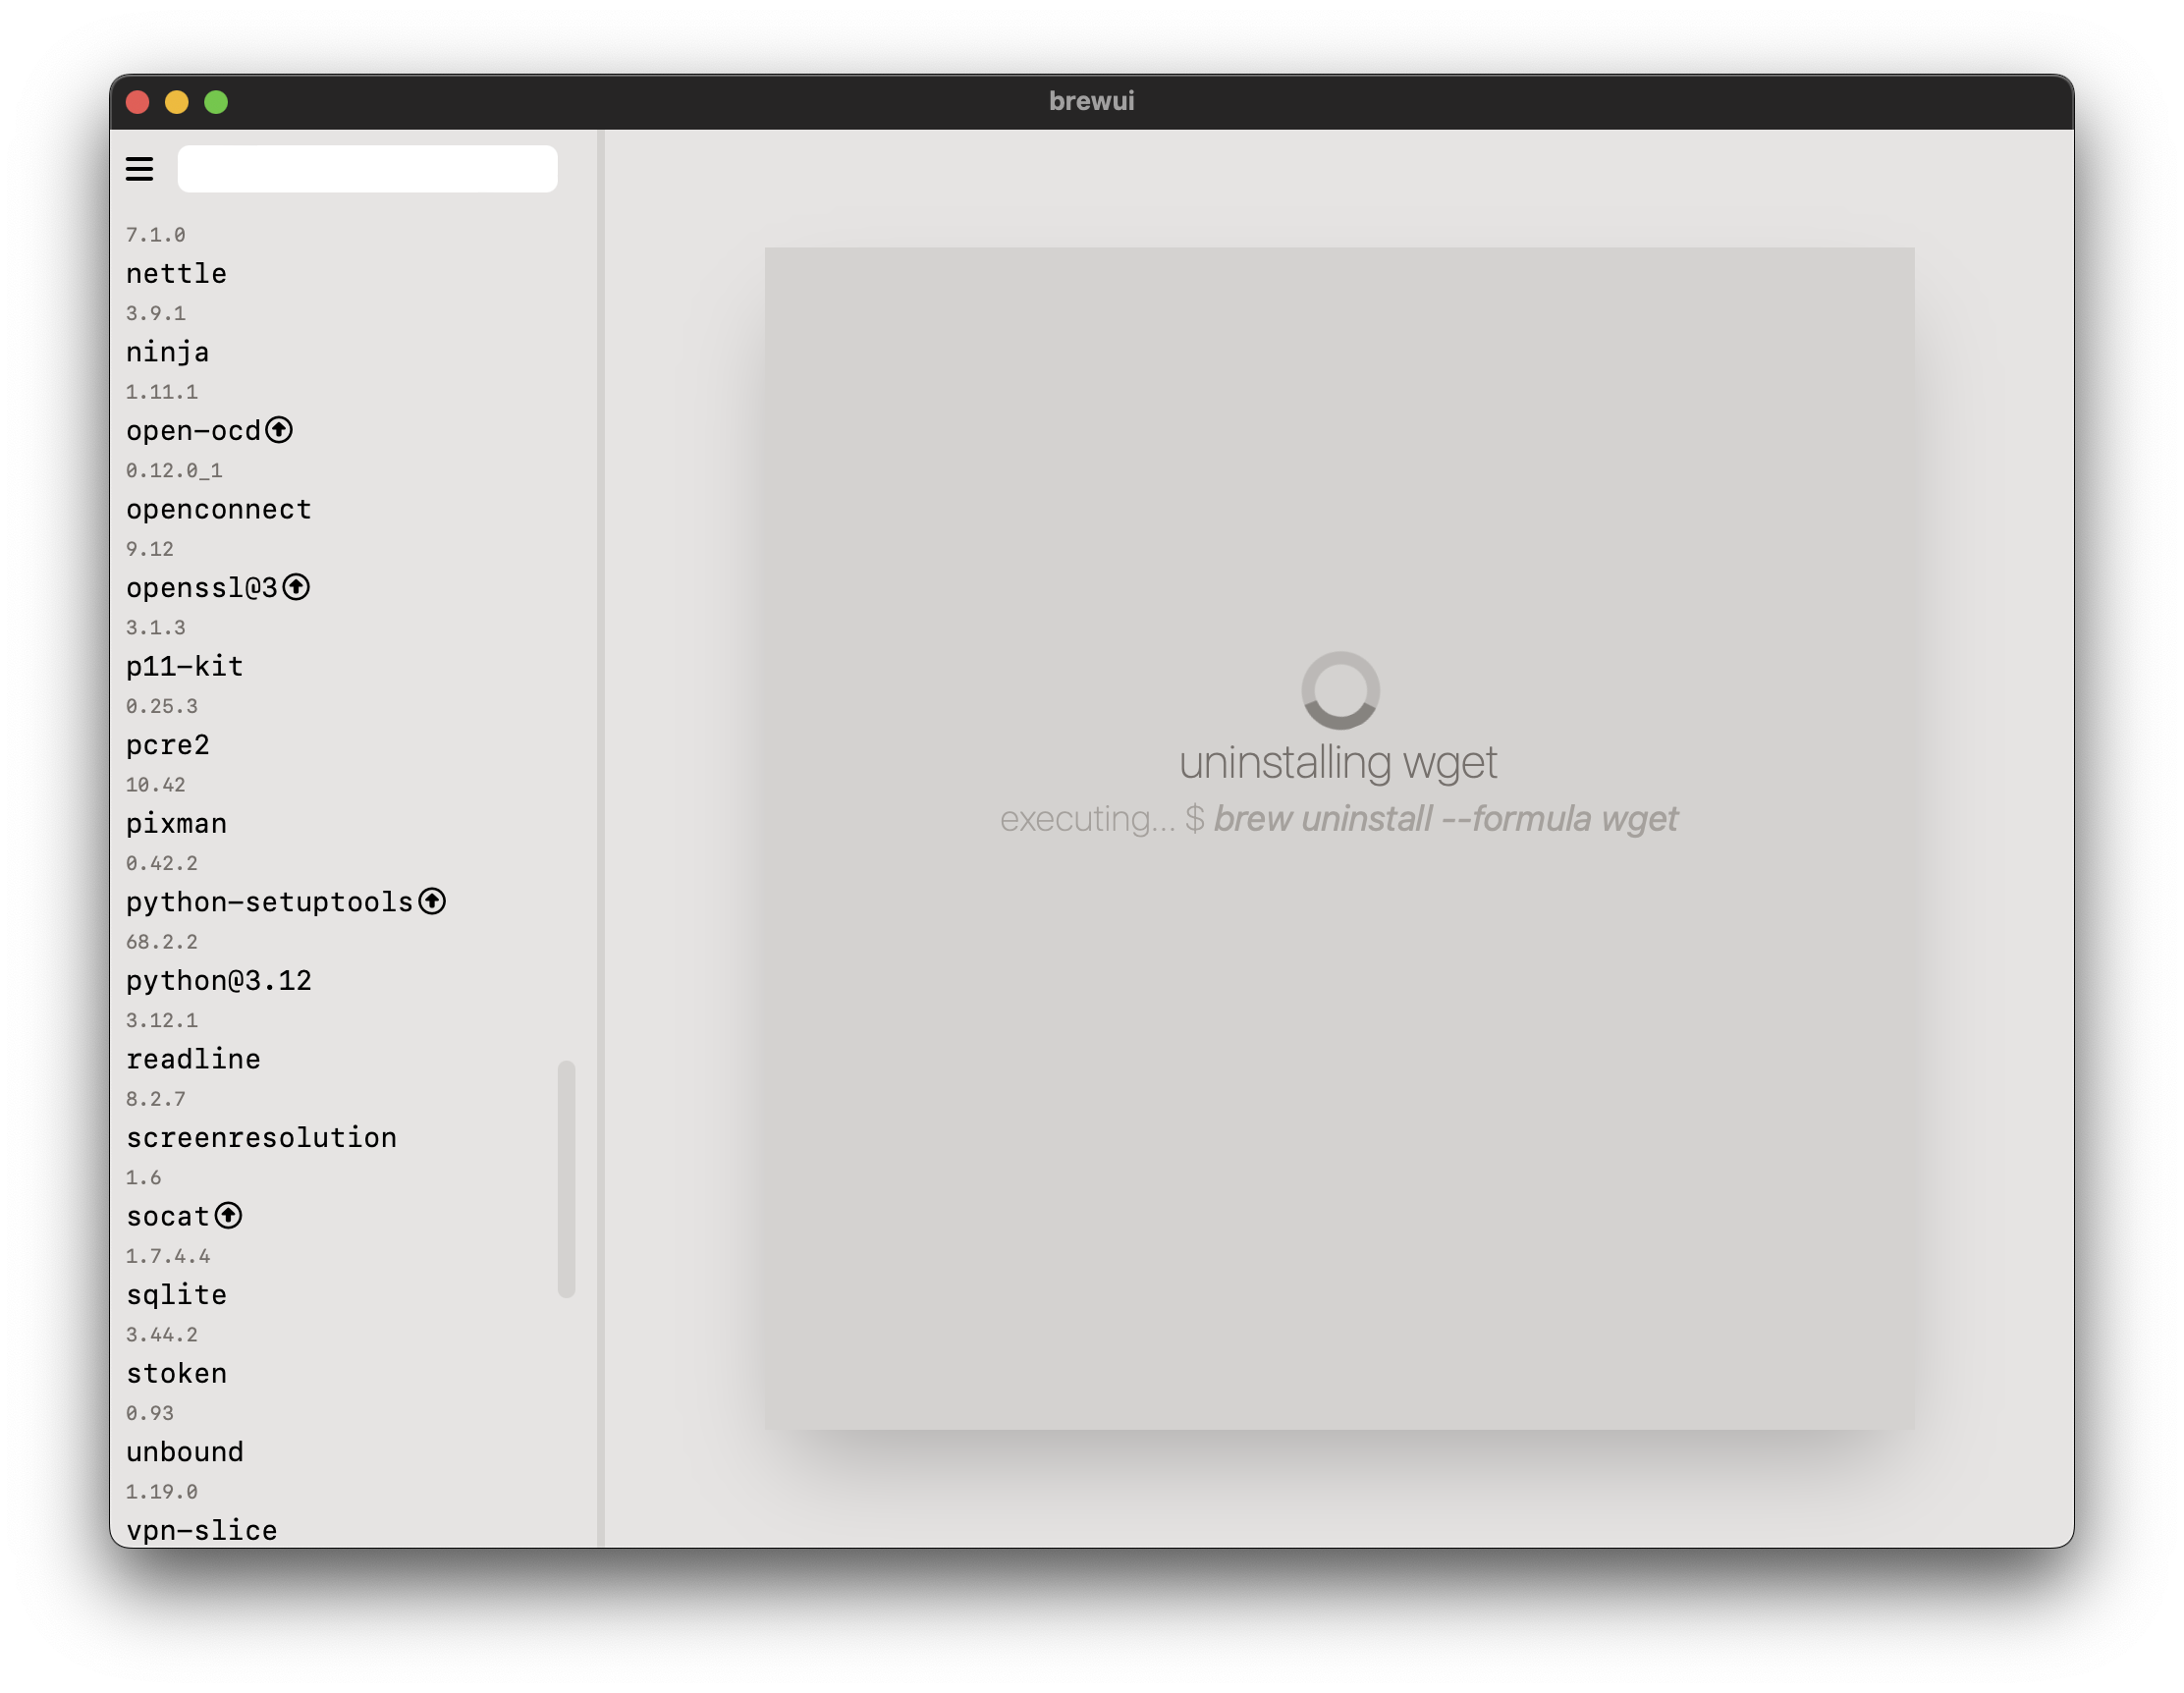 brewui
7.1.0
nettle
3.9.1
ninja
1.11.1
open-ocd
0.12.0_1
openconnect
9.12
openssl@3
3.1.3
p11-kit
0.25.3
pcre2
10.42
pixman
0.42.2
python-setuptools
68.2.2
python@3.12
3.12.1
readline
8.2.7
screenresolution
1.6
socat
1.7.4.4
sqlite
3.44.2
stoken
0.93
unbound
1.19.0
vpn-slice
uninstalling wget
executing... $ brew uninstall --formula wget